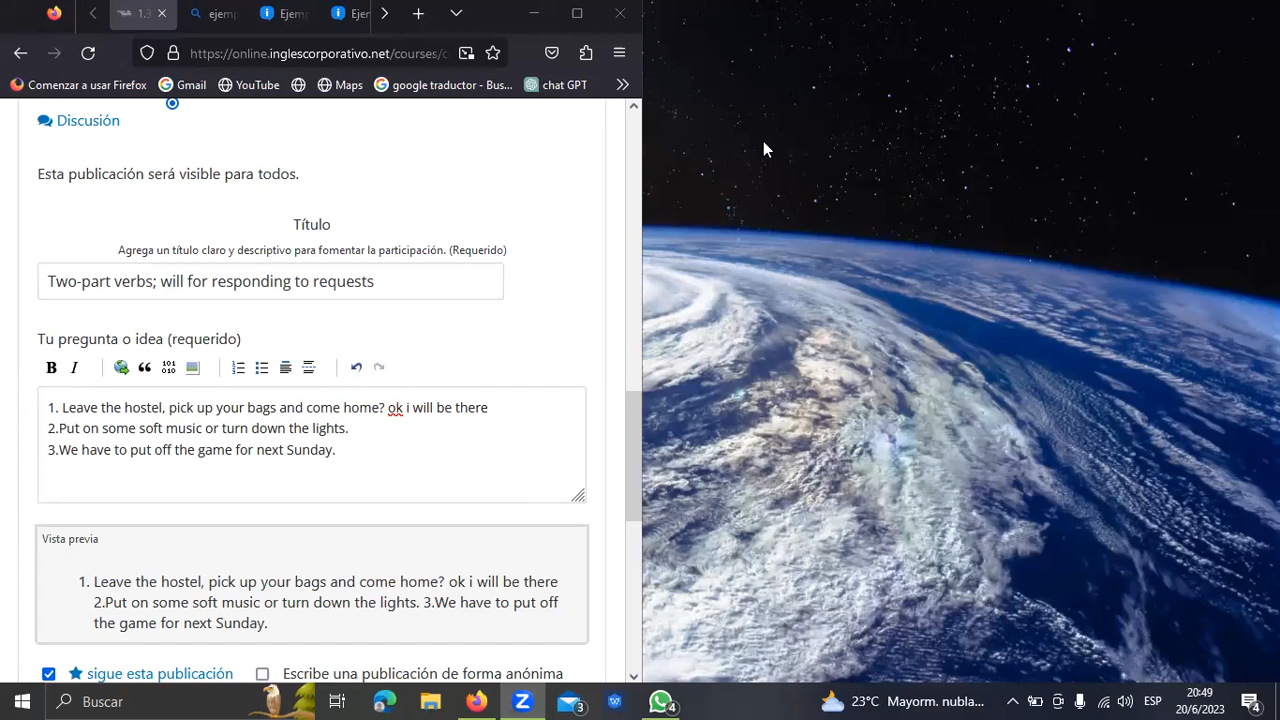 1.3
ejemp
Ejem
Ejer
https://online.inglescorporativo.net/courses/c
Comenzar a usar Firefox
Gmail
YouTube
Maps
google traductor - Bus...
chat GPT
Discusión
Esta publicación será visible para todos.
Título
Agrega un título claro y descriptivo para fomentar la participación. (Requerido)
Two-part verbs; will for responding to requests
Tu pregunta o idea (requerido)
B I
1. Leave the hostel, pick up your bags and come home? ok i will be there
2.Put on some soft music or turn down the lights.
3.We have to put off the game for next Sunday.
Vista previa
1. Leave the hostel, pick up your bags and come home? ok i will be there
2.Put on some soft music or turn down the lights. 3.We have to put off
the game for next Sunday.
sigue esta publicación
Escribe una publicación de forma anónima
Buscar
3
4
23°C Mayorm. nubla...
ESP
20:49
20/6/2023
4